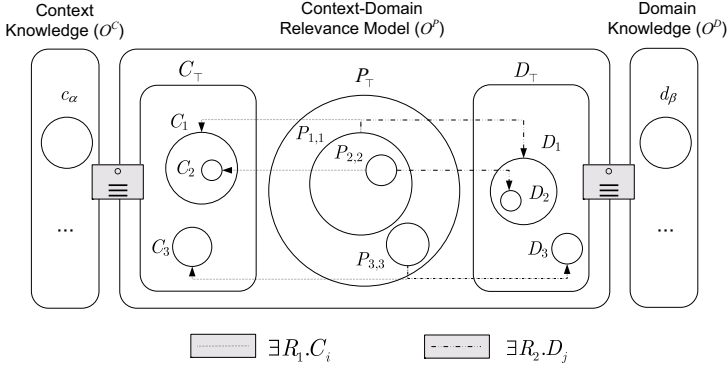 Context
Knowledge (O^C)
Context-Domain
Relevance Model (O^P)
Domain
Knowledge (O^D)
C_⊤
P_⊤
D_⊤
c_α
d_β
C_1
P_{1,1}
D_1
P_{2,2}
C_2
D_2
...
...
C_3
P_{3,3}
D_3
∃R_1.C_i
∃R_2.D_j